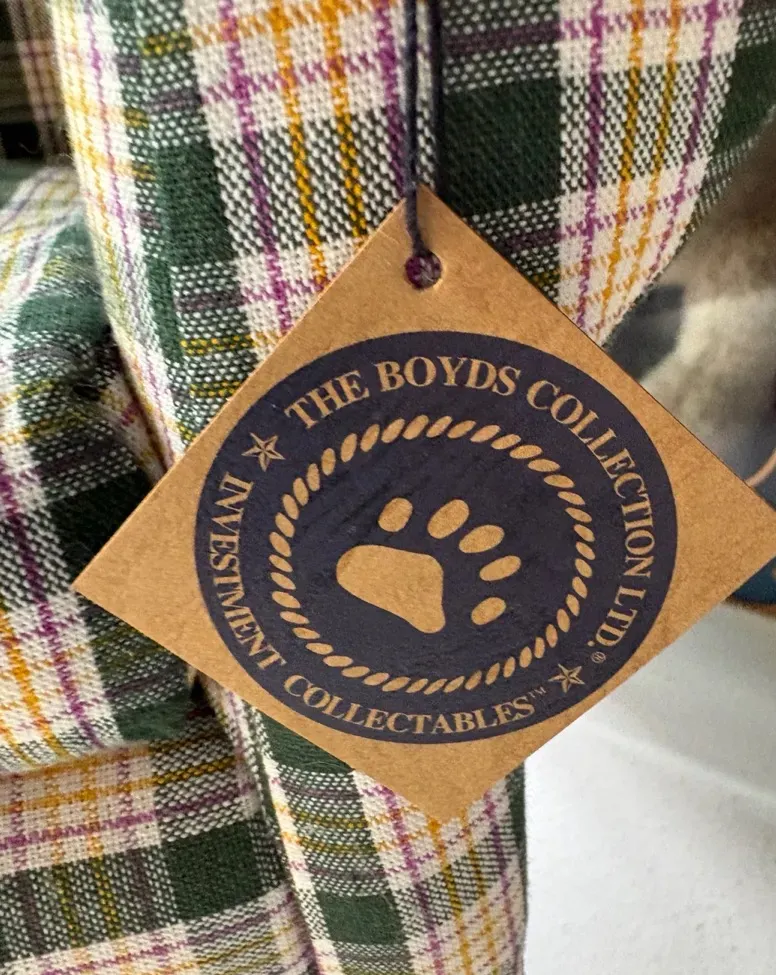 THE BOYDS COLLECTION LTD.®
INVESTMENT COLLECTABLES™